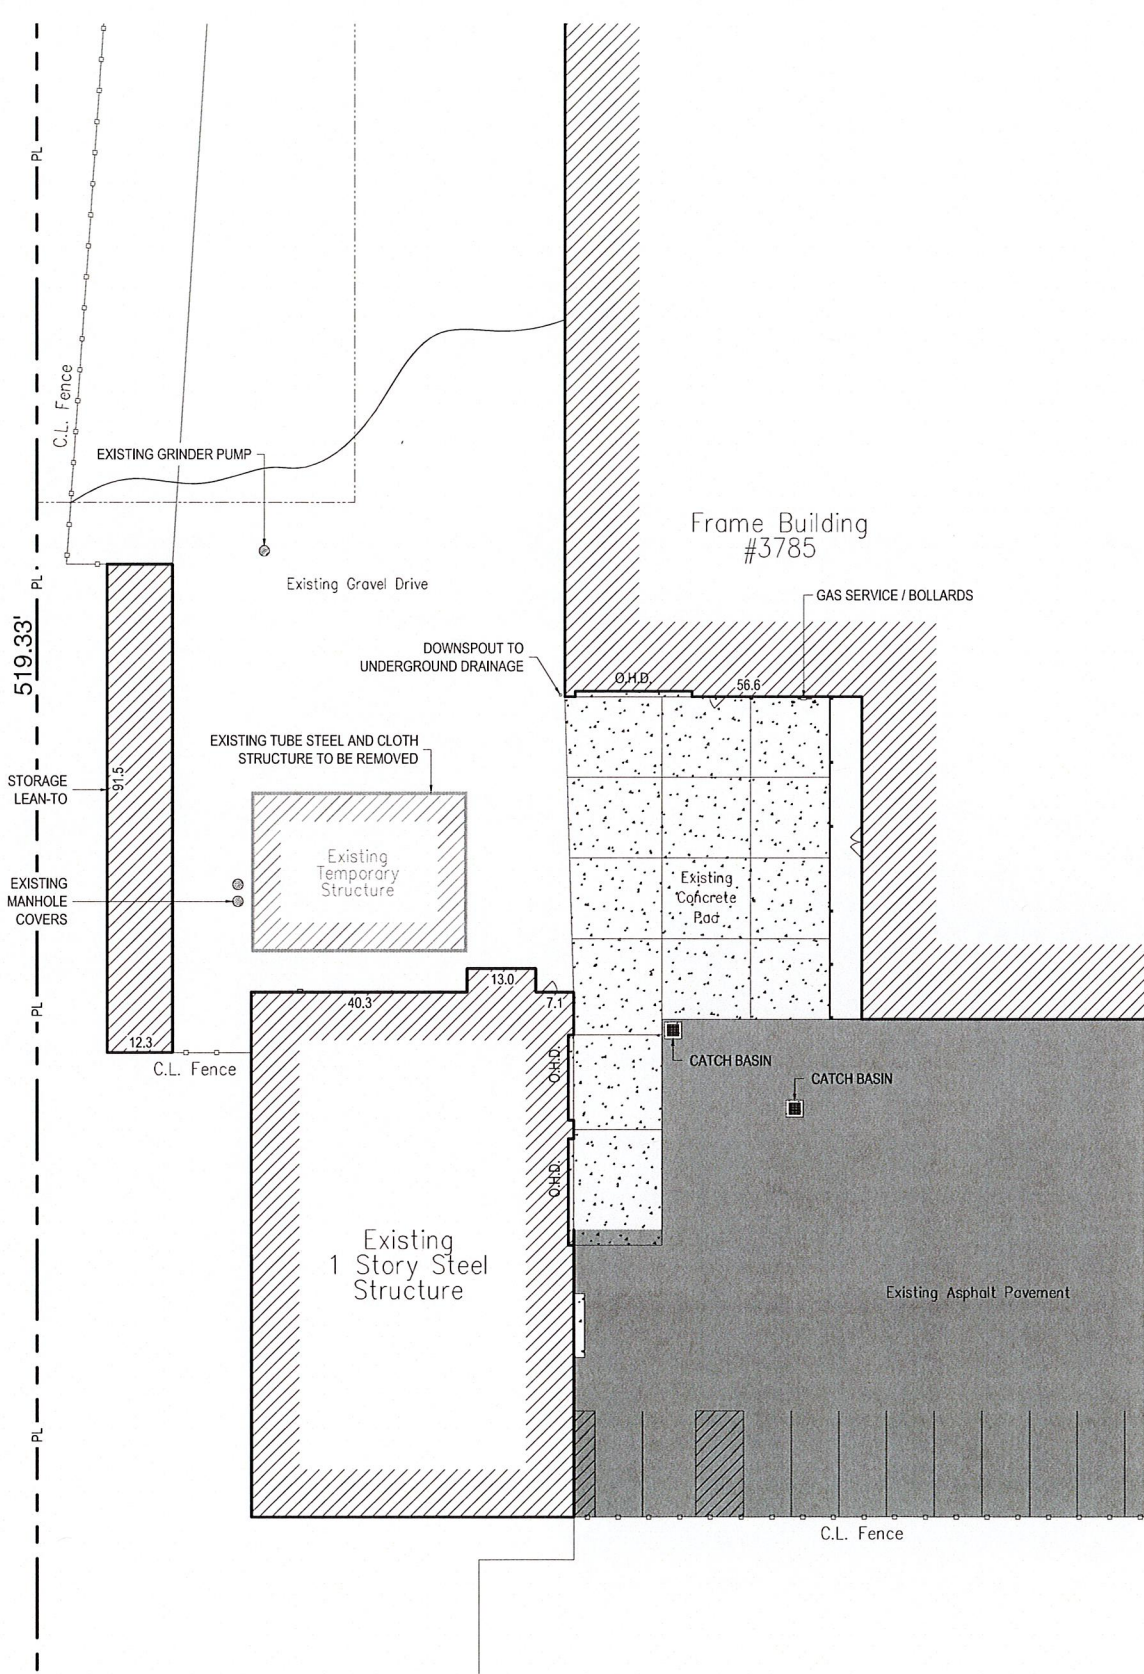 PL
C.L. Fence
EXISTING GRINDER PUMP
Frame Building
#3785
PL
Existing Gravel Drive
GAS SERVICE / BOLLARDS
519.33'
DOWNSPOUT TO
UNDERGROUND DRAINAGE
O.H.D.
56.6
EXISTING TUBE STEEL AND CLOTH
STRUCTURE TO BE REMOVED
STORAGE
LEAN-TO
91.5
Existing
Temporary
Structure
EXISTING
MANHOLE
COVERS
Existing
Concrete
Pad
13.0
40.3
7.1
PL
12.3
C.L. Fence
O.H.D.
CATCH BASIN
CATCH BASIN
O.H.D.
Existing
1 Story Steel
Structure
Existing Asphalt Pavement
PL
C.L. Fence